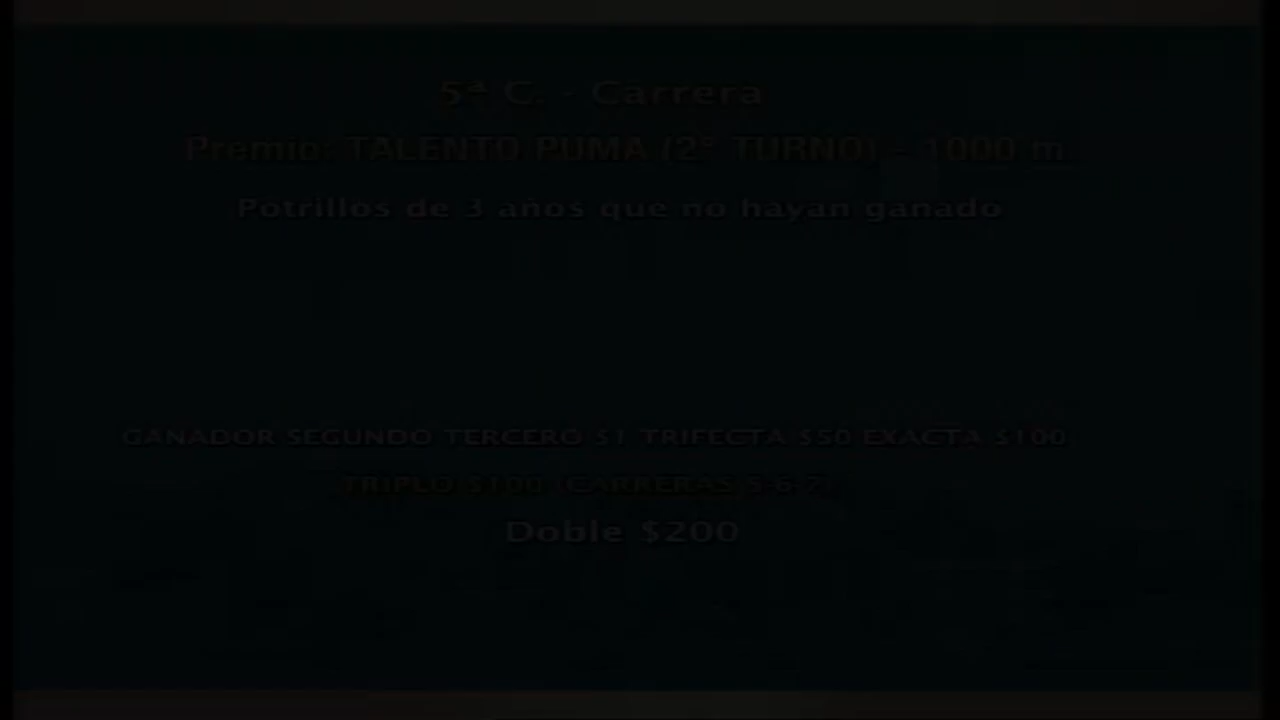 5ª C. - Carrera
Premio: TALENTO PUMA (2° TURNO) - 1000 m.
Potrillos de 3 años que no hayan ganado
GANADOR SEGUNDO TERCERO $1 TRIFECTA $50 EXACTA $100
TRIPLO $100 (CARRERAS 5-6-7)
Doble $200